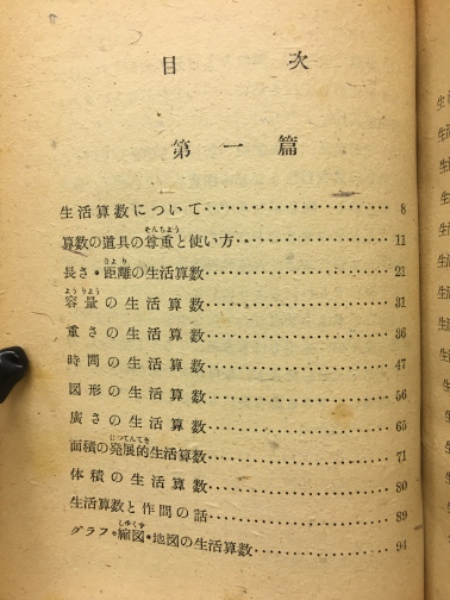 目次
第一篇
生活算数について……………………… 8
算数の道具の尊重と使い方………………… 11
長さ・距離の生活算数……………………… 21
容量の生活算数……………………… 31
重さの生活算数……………………… 36
時間の生活算数……………………… 47
図形の生活算数……………………… 56
廣さの生活算数……………………… 65
面積の発展的生活算数……………………… 71
体積の生活算数……………………… 80
生活算数と作問の話……………………… 89
グラフ・縮図・地図の生活算数……………… 94